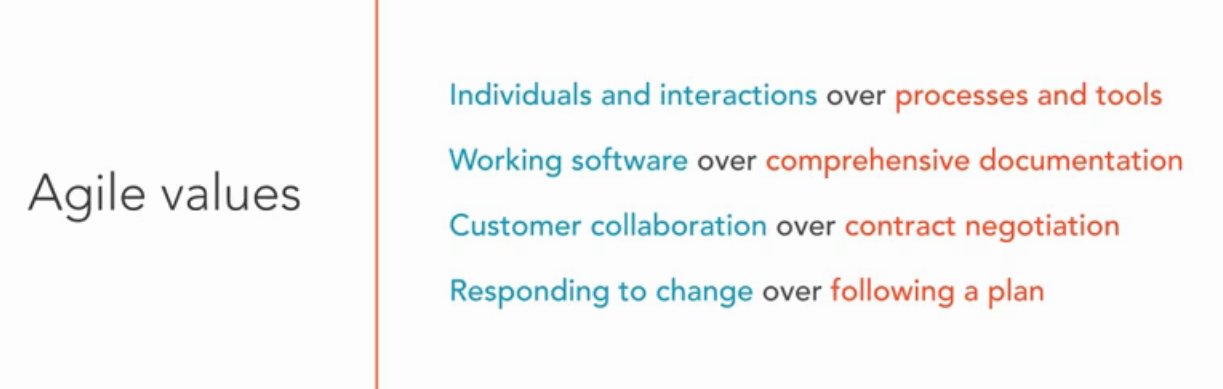 Agile values
Individuals and interactions over processes and tools
Working software over comprehensive documentation
Customer collaboration over contract negotiation
Responding to change over following a plan